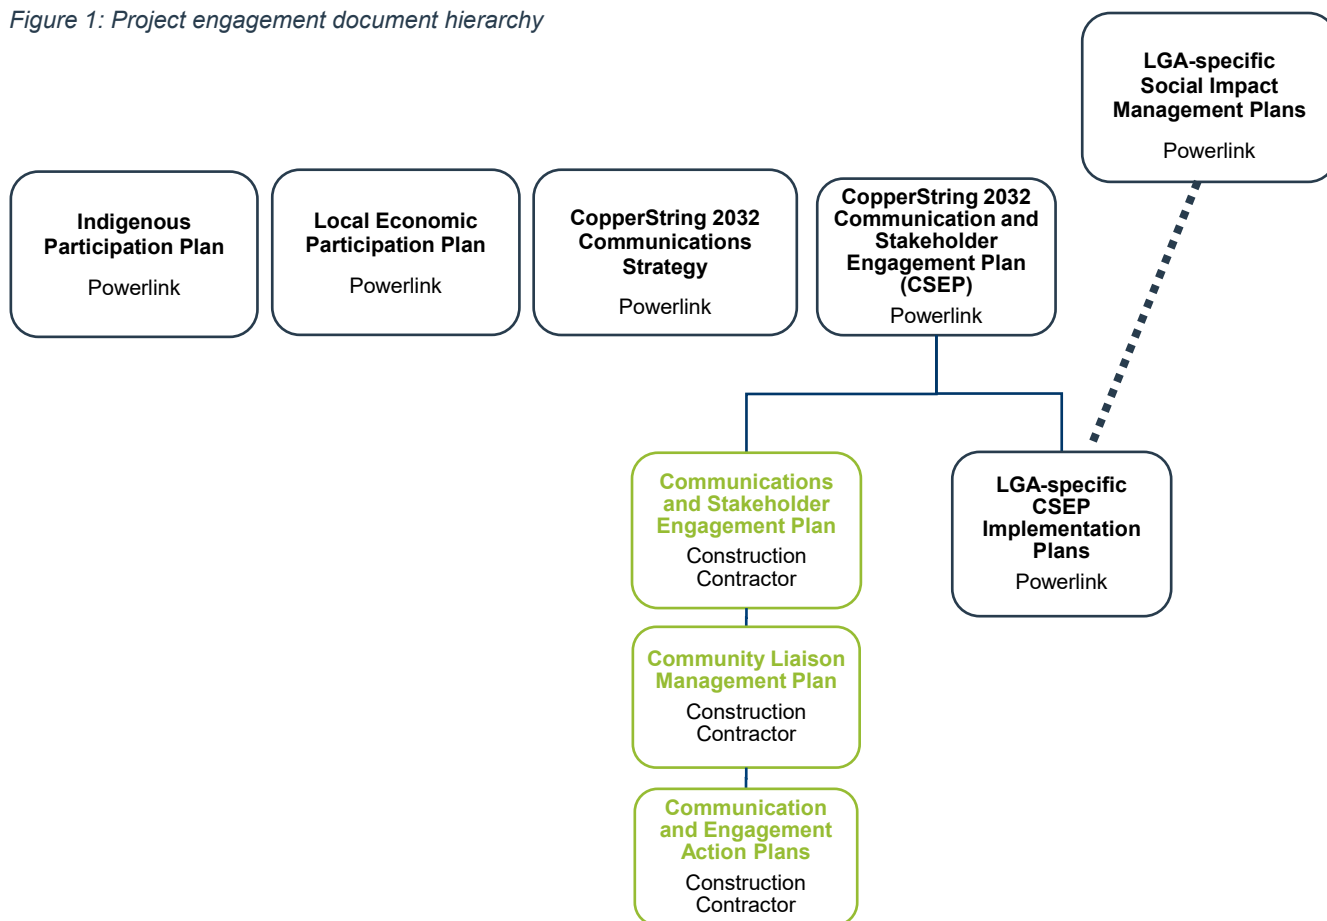 Figure 1: Project engagement document hierarchy
LGA-specific
Social Impact
Management Plans
Powerlink
Indigenous
Participation Plan
Powerlink
Local Economic
Participation Plan
Powerlink
CopperString 2032
Communications
Strategy
Powerlink
CopperString 2032
Communication and
Stakeholder
Engagement Plan
(CSEP)
Powerlink
Communications
and Stakeholder
Engagement Plan
Construction
Contractor
LGA-specific
CSEP
Implementation
Plans
Powerlink
Community Liaison
Management Plan
Construction
Contractor
Communication
and Engagement
Action Plans
Construction
Contractor